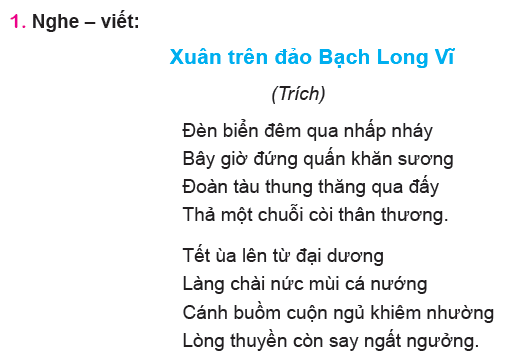 1. Nghe – viết:
Xuân trên đảo Bạch Long Vĩ
(Trích)
Đèn biển đêm qua nhấp nháy
Bây giờ đứng quấn khăn sương
Đoàn tàu thung thăng qua đấy
Thả một chuỗi còi thân thương.
Tết ùa lên từ đại dương
Làng chài nức mùi cá nướng
Cánh buồm cuộn ngủ khiêm nhường
Lòng thuyền còn say ngất ngưởng.